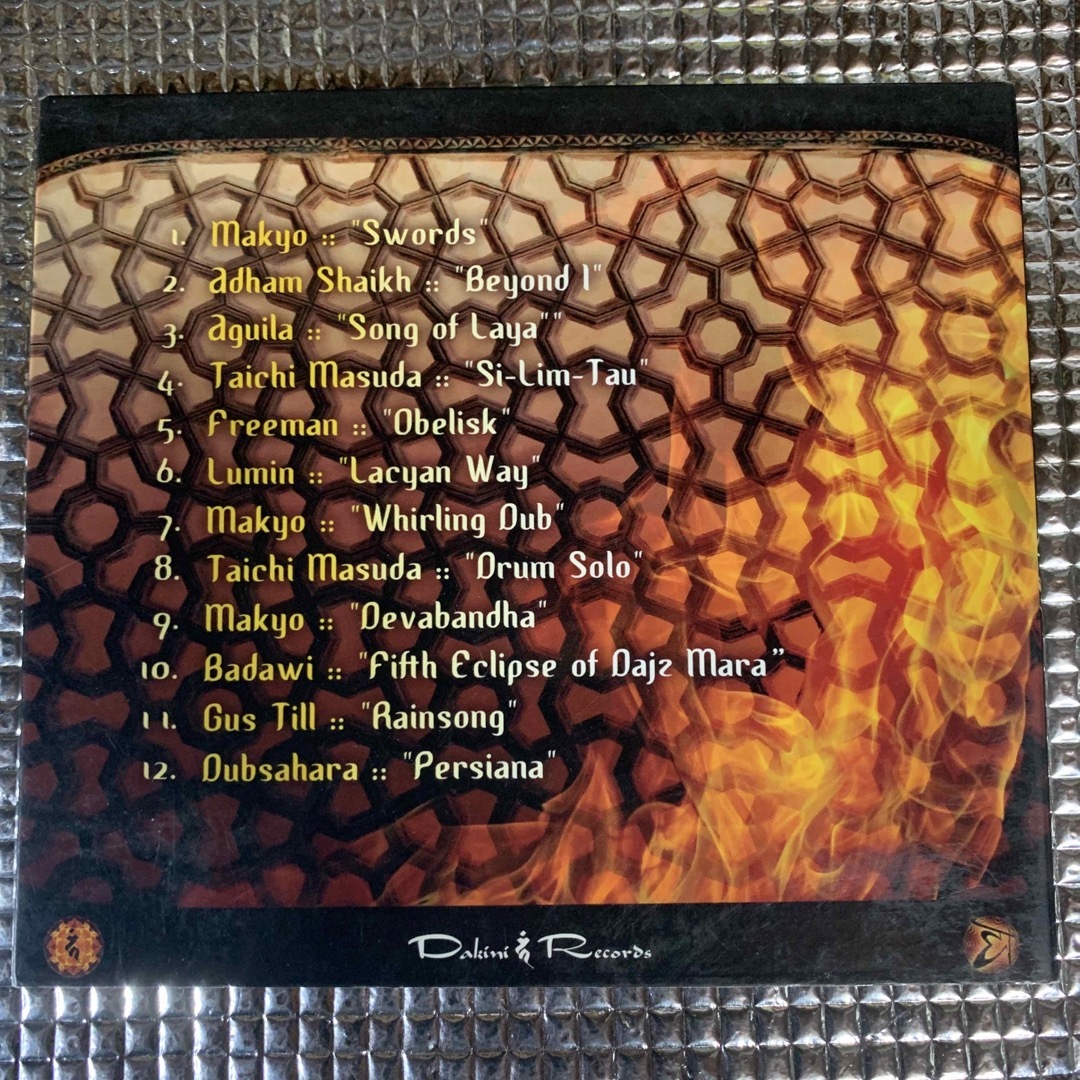 1. Makyo :: "Swords"
2. Adham Shaikh :: "Beyond I"
3. Aguila :: "Song of Laya""
4. Taichi Masuda :: "Si-Lim-Tau"
5. Freeman :: "Obelisk"
6. Lumin :: "Lacyan Way"
7. Makyo :: "Whirling Dub"
8. Taichi Masuda :: "Drum Solo"
9. Makyo :: "Devabandha"
10. Badawi :: "Fifth Eclipse of Dajz Mara”
11. Gus Till :: "Rainsong"
12. Dubsahara :: "Persiana"
Dakini Records